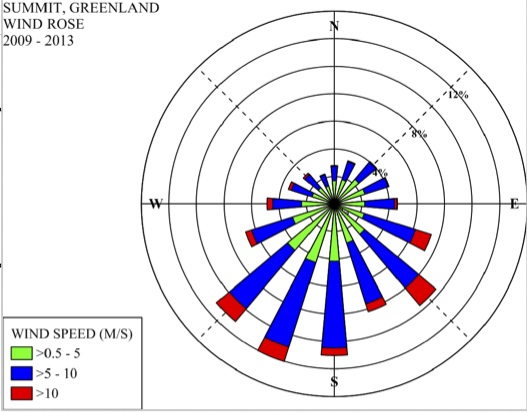 SUMMIT, GREENLAND
WIND ROSE
2009 - 2013
N
12%
8%
4%
W
E
S
WIND SPEED (M/S)
>0.5 - 5
>5 - 10
>10